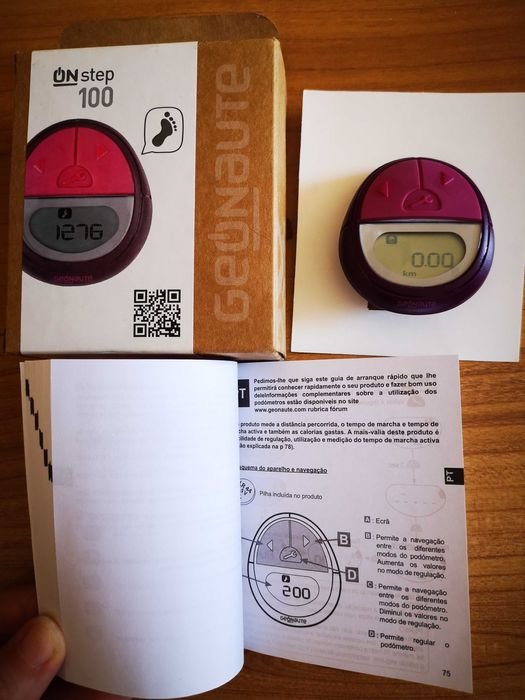 ON step
100
1276
GEONAUTE
GEONAUTE
0.00
km
GEONAUTE
Pedimos-lhe que siga este guia de arranque rápido que lhe
permitirá conhecer rapidamente o seu produto e fazer bom uso
deleinformações complementares sobre a utilização dos
podómetros estão disponíveis no site
www.geonaute.com rubrica fórum
T
produto mede a distância percorrida, o tempo de marcha e tempo de
cha activa e também as calorias gastas. A mais-valia deste produto é
bilidade de regulação, utilização e medição do tempo de marcha activa
ão explicada na p 78).
PT
squema do aparelho e navegação
Pilha incluída no produto
B
D
200
GEONAUTE
A : Ecrã
B : Permite a navegação
entre os diferentes
modos do podómetro.
Aumenta os valores
no modo de regulação.
C : Permite a navegação
entre os diferentes
modos do podómetro.
Diminui os valores no
modo de regulação.
D : Permite regular o
podómetro.
75